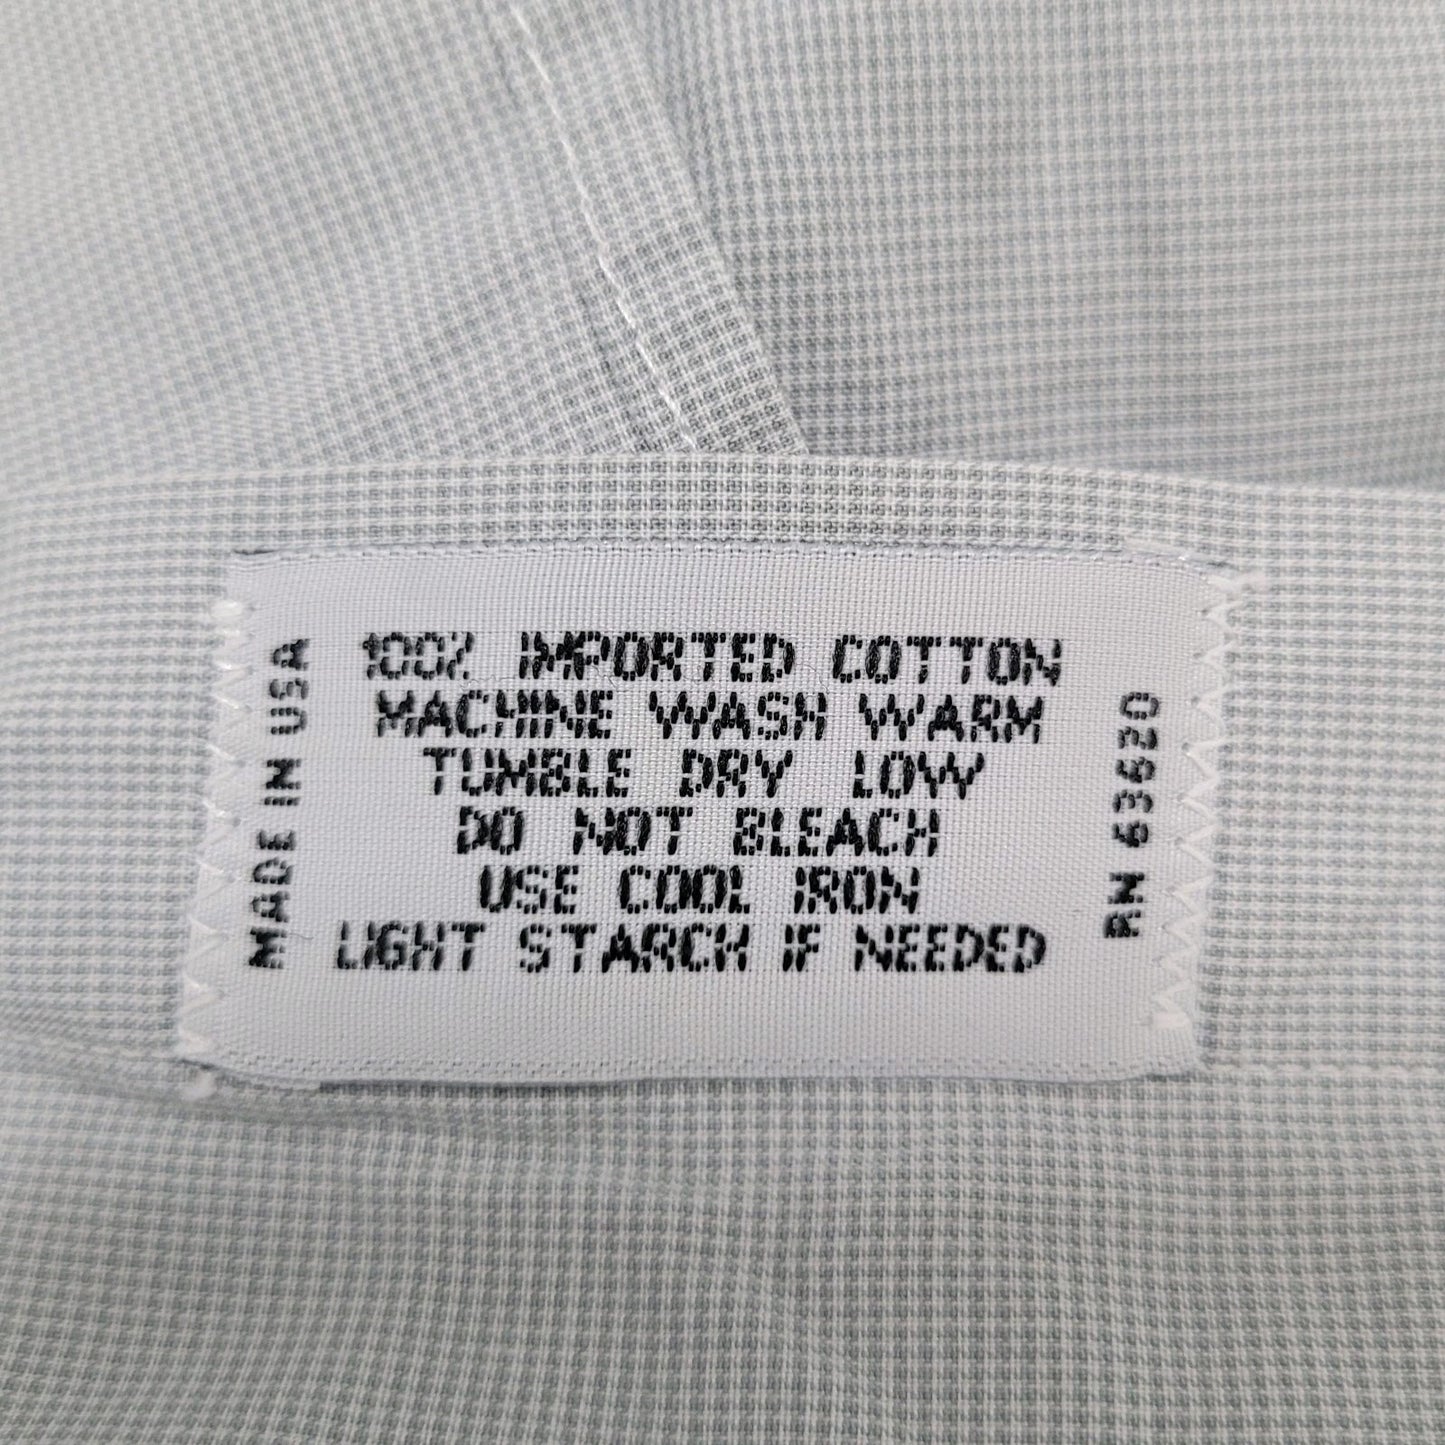 MADE IN USA
100% IMPORTED COTTON
MACHINE WASH WARM
TUMBLE DRY LOW
DO NOT BLEACH
USE COOL IRON
LIGHT STARCH IF NEEDED
RN 63620